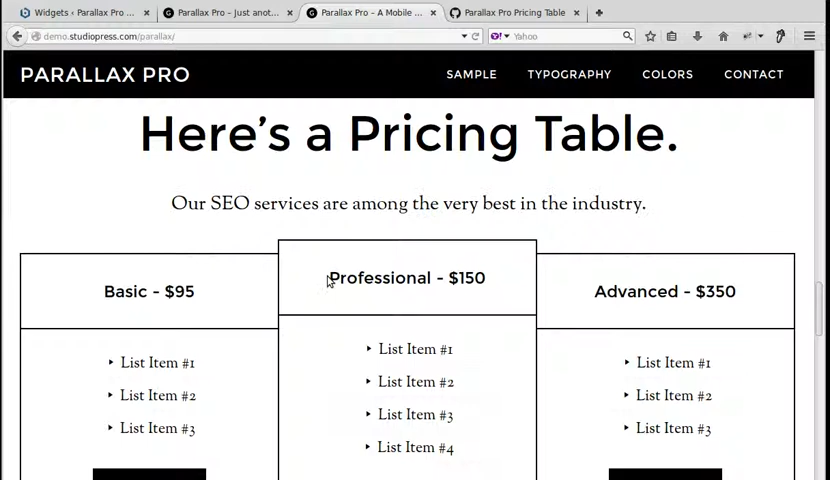 Widgets ‹ Parallax Pro ...
Parallax Pro – Just anot...
Parallax Pro – A Mobile ...
Parallax Pro Pricing Table
demo.studiopress.com/parallax/
Yahoo
PARALLAX PRO
SAMPLE
TYPOGRAPHY
COLORS
CONTACT
Here's a Pricing Table.
Our SEO services are among the very best in the industry.
Basic - $95
Professional - $150
Advanced - $350
List Item #1
List Item #2
List Item #3
List Item #1
List Item #2
List Item #3
List Item #4
List Item #1
List Item #2
List Item #3